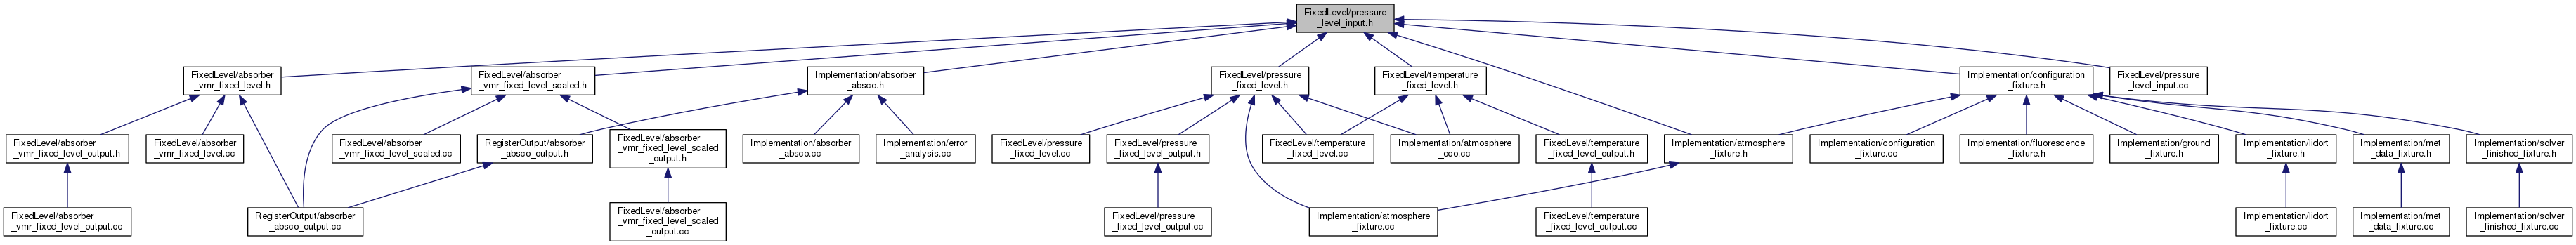 FixedLevel/pressure
_level_input.h
FixedLevel/absorber
_vmr_fixed_level.h
FixedLevel/absorber
_vmr_fixed_level_scaled.h
Implementation/absorber
_absco.h
FixedLevel/pressure
_fixed_level.h
FixedLevel/temperature
_fixed_level.h
Implementation/configuration
_fixture.h
FixedLevel/pressure
_level_input.cc
FixedLevel/absorber
_vmr_fixed_level_output.h
FixedLevel/absorber
_vmr_fixed_level.cc
FixedLevel/absorber
_vmr_fixed_level_scaled.cc
RegisterOutput/absorber
_absco_output.h
FixedLevel/absorber
_vmr_fixed_level_scaled
_output.h
Implementation/absorber
_absco.cc
Implementation/error
_analysis.cc
FixedLevel/pressure
_fixed_level.cc
FixedLevel/pressure
_fixed_level_output.h
FixedLevel/temperature
_fixed_level.cc
Implementation/atmosphere
_oco.cc
FixedLevel/temperature
_fixed_level_output.h
Implementation/atmosphere
_fixture.h
Implementation/configuration
_fixture.cc
Implementation/fluorescence
_fixture.h
Implementation/ground
_fixture.h
Implementation/lidort
_fixture.h
Implementation/met
_data_fixture.h
Implementation/solver
_finished_fixture.h
FixedLevel/absorber
_vmr_fixed_level_output.cc
RegisterOutput/absorber
_absco_output.cc
FixedLevel/absorber
_vmr_fixed_level_scaled
_output.cc
FixedLevel/pressure
_fixed_level_output.cc
Implementation/atmosphere
_fixture.cc
FixedLevel/temperature
_fixed_level_output.cc
Implementation/lidort
_fixture.cc
Implementation/met
_data_fixture.cc
Implementation/solver
_finished_fixture.cc